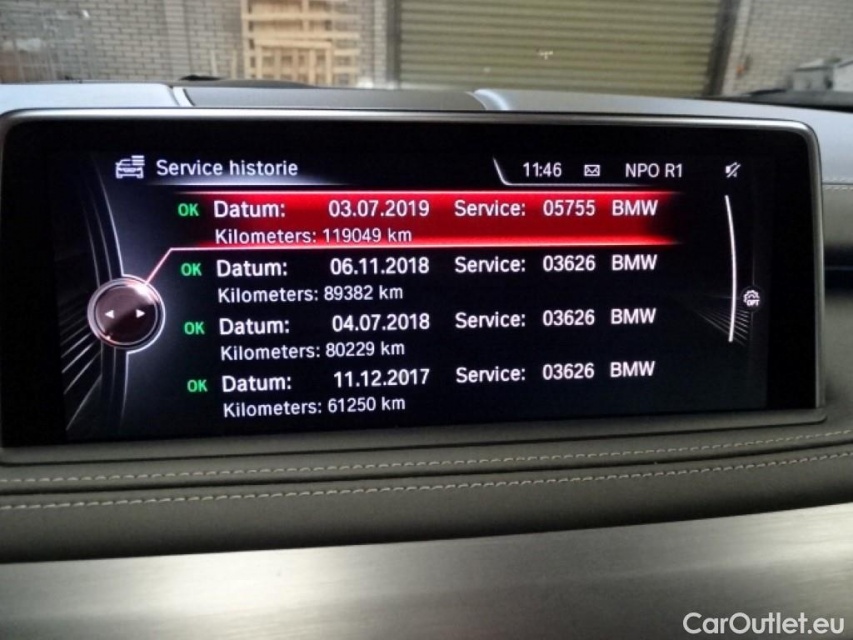 Service historie 11:46 NPO R1
OK Datum: 03.07.2019 Service: 05755 BMW
Kilometers: 119049 km
OK Datum: 06.11.2018 Service: 03626 BMW
Kilometers: 89382 km
OK Datum: 04.07.2018 Service: 03626 BMW
Kilometers: 80229 km
OK Datum: 11.12.2017 Service: 03626 BMW
Kilometers: 61250 km
OPT
CarOutlet.eu